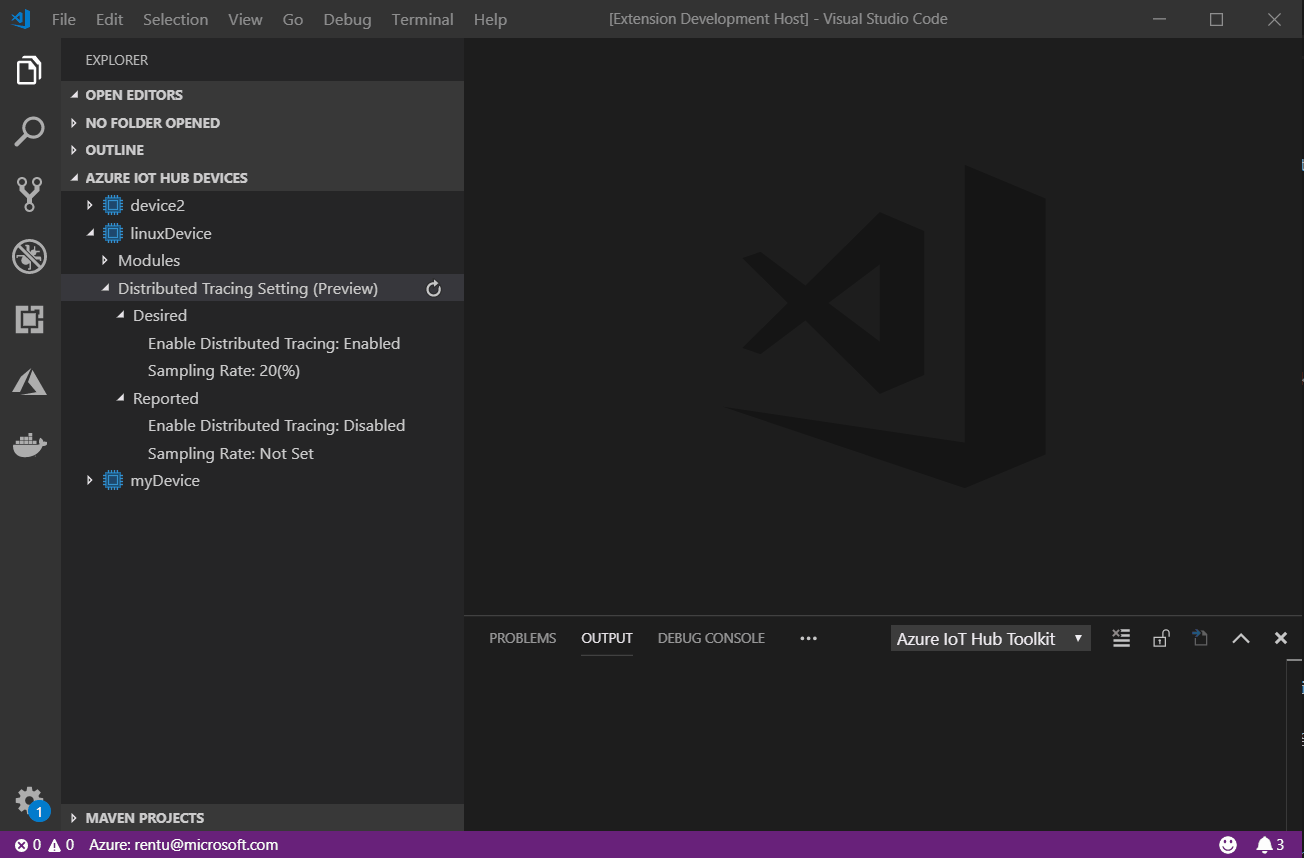 File Edit Selection View Go Debug Terminal Help [Extension Development Host] - Visual Studio Code
EXPLORER
OPEN EDITORS
NO FOLDER OPENED
OUTLINE
AZURE IOT HUB DEVICES
device2
linuxDevice
Modules
Distributed Tracing Setting (Preview)
Desired
Enable Distributed Tracing: Enabled
Sampling Rate: 20(%)
Reported
Enable Distributed Tracing: Disabled
Sampling Rate: Not Set
myDevice
PROBLEMS OUTPUT DEBUG CONSOLE ••• Azure IoT Hub Toolkit
1
MAVEN PROJECTS
0 0 Azure: rentu@microsoft.com 3